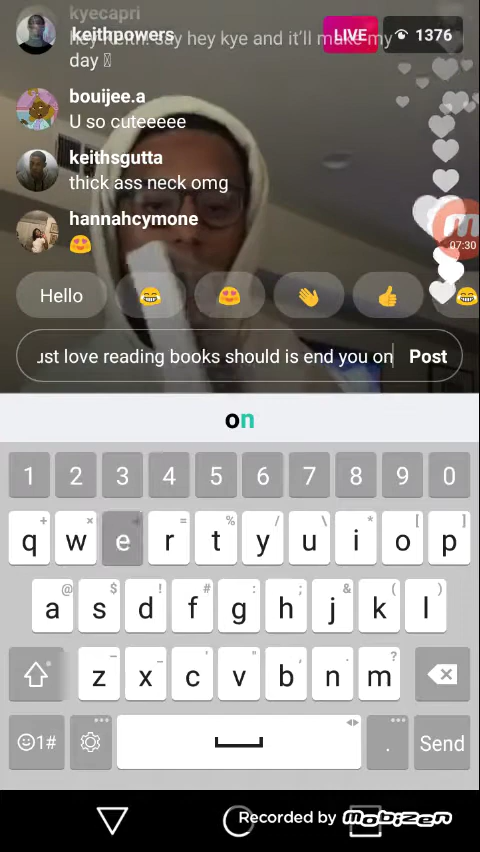 kyecapri
keithpowers
hey Keith. say hey kye and it'll make my
day
LIVE
1376
bouijee.a
U so cuteeeee
keithsgutta
thick ass neck omg
hannahcymone
07:30
Hello
ust love reading books should is end you on
Post
on
1 2 3 4 5 6 7 8 9 0
q w e r t y u i o p
a s d f g h j k l
z x c v b n m
1# . Send
Recorded by Mobizen